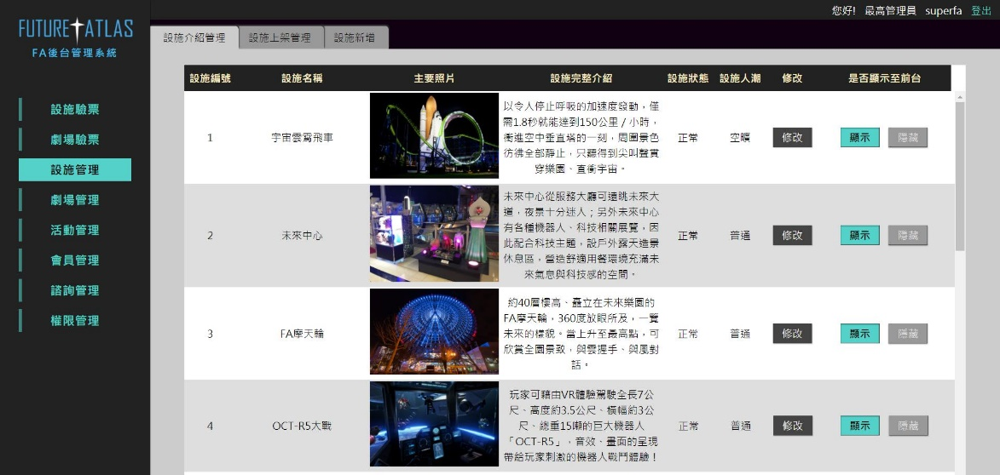 您好! 最高管理員 superfa 登出
FUTURE ATLAS
FA後台管理系統
設施驗票
劇場驗票
設施管理
劇場管理
活動管理
會員管理
諮詢管理
權限管理
設施介紹管理 設施上架管理 設施新增
設施編號 設施名稱 主要照片 設施完整介紹 設施狀態 設施人潮 修改 是否顯示至前台
1 宇宙雲霄飛車
以令人停止呼吸的加速度發動，僅
需1.8秒就能達到150公里／小時，
衝進空中垂直塔的一刻，周圍景色
彷彿全部靜止，只聽得到尖叫聲貫
穿樂園、直衝宇宙。
正常 空曠 修改 顯示 隱藏
2 未來中心
未來中心從服務大廳可遠眺未來大
道，夜景十分迷人；另外未來中心
有各種機器人、科技相關展覽，因
此配合科技主題，設戶外露天造景
休息區，營造舒適用餐環境充滿未
來氣息與科技感的空間。
正常 普通 修改 顯示 隱藏
3 FA摩天輪
約40層樓高、矗立在未來樂園的
FA摩天輪，360度放眼所及，一覽
未來的樣貌。當上升至最高點，可
欣賞全園景致，與雲握手、與風對
話。
正常 普通 修改 顯示 隱藏
4 OCT-R5大戰
玩家可藉由VR體驗駕駛全長7公
尺、高度約3.5公尺、橫幅約3公
尺、總重15噸的巨大機器人
「OCT-R5」，音效、畫面的呈現
帶給玩家刺激的機器人戰鬥體驗！
正常 普通 修改 顯示 隱藏